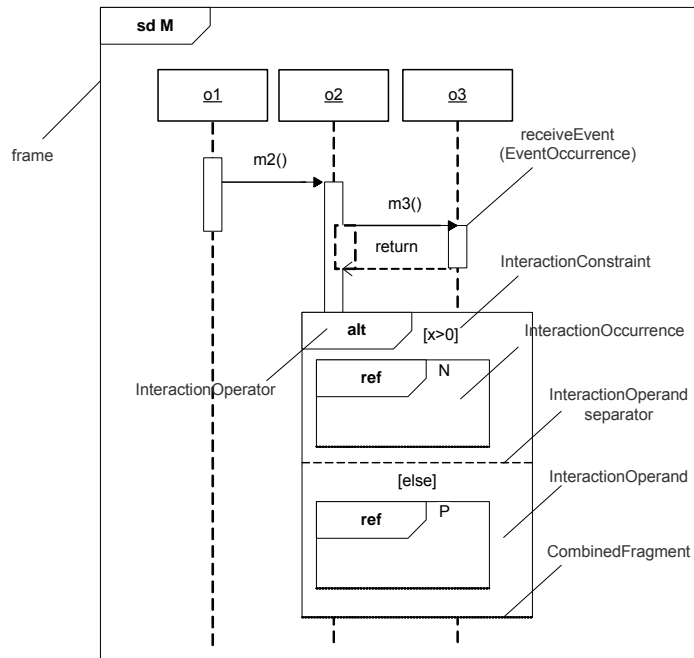 sd M
o1
o2
o3
receiveEvent
(EventOccurrence)
frame
m2()
m3()
return
InteractionConstraint
alt
[x>0]
InteractionOccurrence
ref
N
InteractionOperator
InteractionOperand
separator
[else]
InteractionOperand
ref
P
CombinedFragment